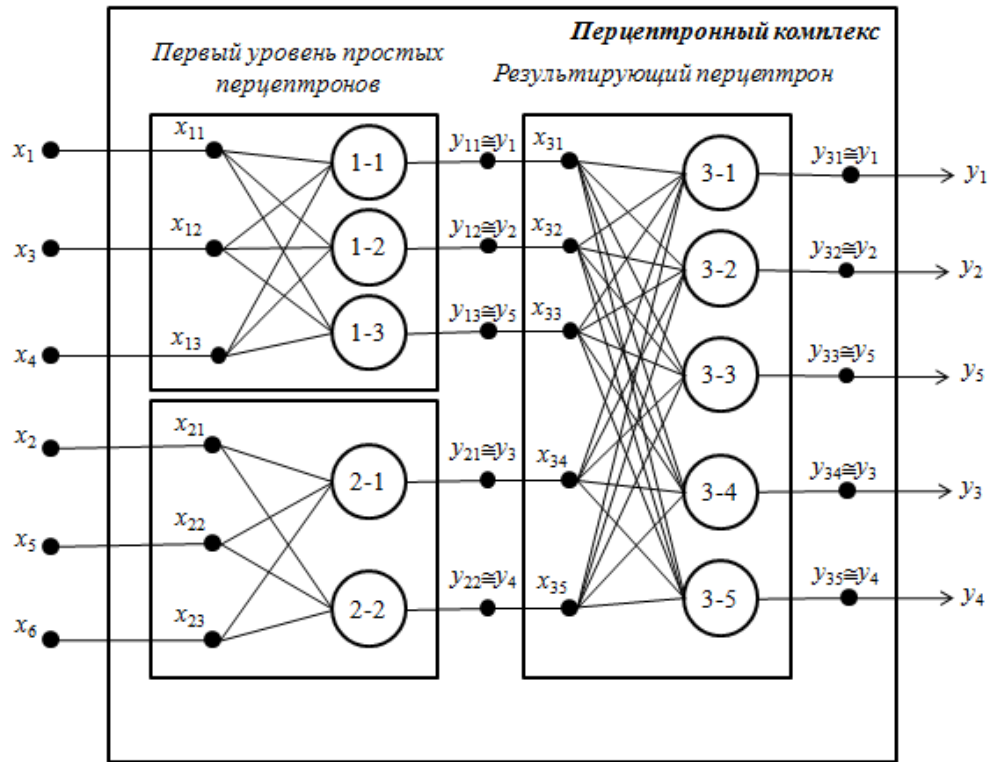 Перцептронный комплекс
Первый уровень простых
перцептронов
Результирующий перцептрон
x₁
x₃
x₄
x₂
x₅
x₆
x₁₁
x₁₂
x₁₃
x₂₁
x₂₂
x₂₃
1-1
1-2
1-3
2-1
2-2
y₁₁≅y₁
y₁₂≅y₂
y₁₃≅y₅
y₂₁≅y₃
y₂₂≅y₄
x₃₁
x₃₂
x₃₃
x₃₄
x₃₅
3-1
3-2
3-3
3-4
3-5
y₃₁≅y₁
y₃₂≅y₂
y₃₃≅y₅
y₃₄≅y₃
y₃₅≅y₄
y₁
y₂
y₅
y₃
y₄